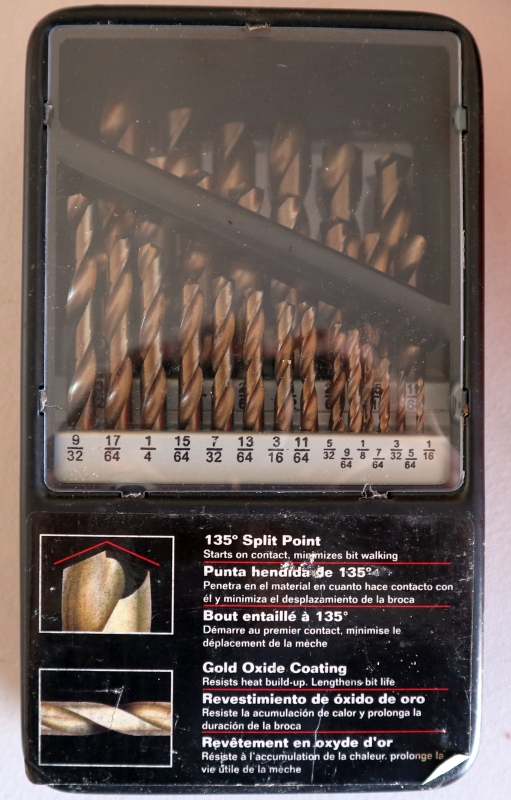 9/32 17/64 1/4 15/64 7/32 13/64 3/16 11/64 5/32 9/64 1/8 7/64 3/32 5/64 1/16
135° Split Point
Starts on contact, minimizes bit walking
Punta hendida de 135°
Penetra en el material en cuanto hace contacto con
él y minimiza el desplazamiento de la broca
Bout entaillé à 135°
Démarre au premier contact, minimise le
déplacement de la mèche
Gold Oxide Coating
Resists heat build-up. Lengthens bit life
Revestimiento de óxido de oro
Resiste la acumulación de calor y prolonga la
duración de la broca
Revêtement en oxyde d'or
Résiste à l'accumulation de la chaleur. prolonge la
vie útile de la mèche